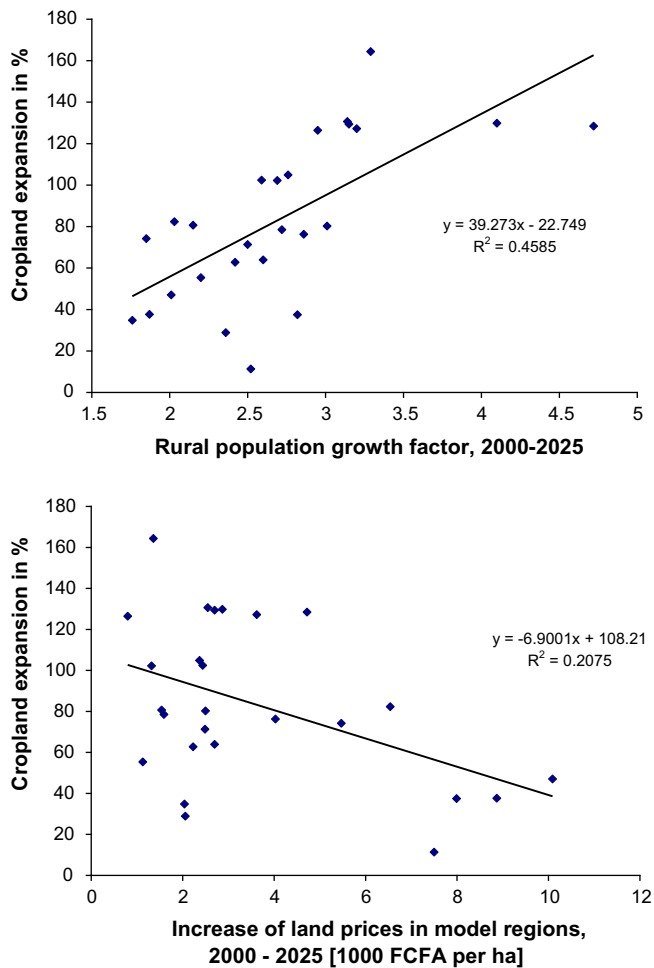 180
160
140
120
100
80
60
40
20
0
Cropland expansion in %
y = 39.273x - 22.749
R² = 0.4585
1.5 2 2.5 3 3.5 4 4.5 5
Rural population growth factor, 2000-2025
180
160
140
120
100
80
60
40
20
0
Cropland expansion in %
y = -6.9001x + 108.21
R² = 0.2075
0 2 4 6 8 10 12
Increase of land prices in model regions,
2000 - 2025 [1000 FCFA per ha]